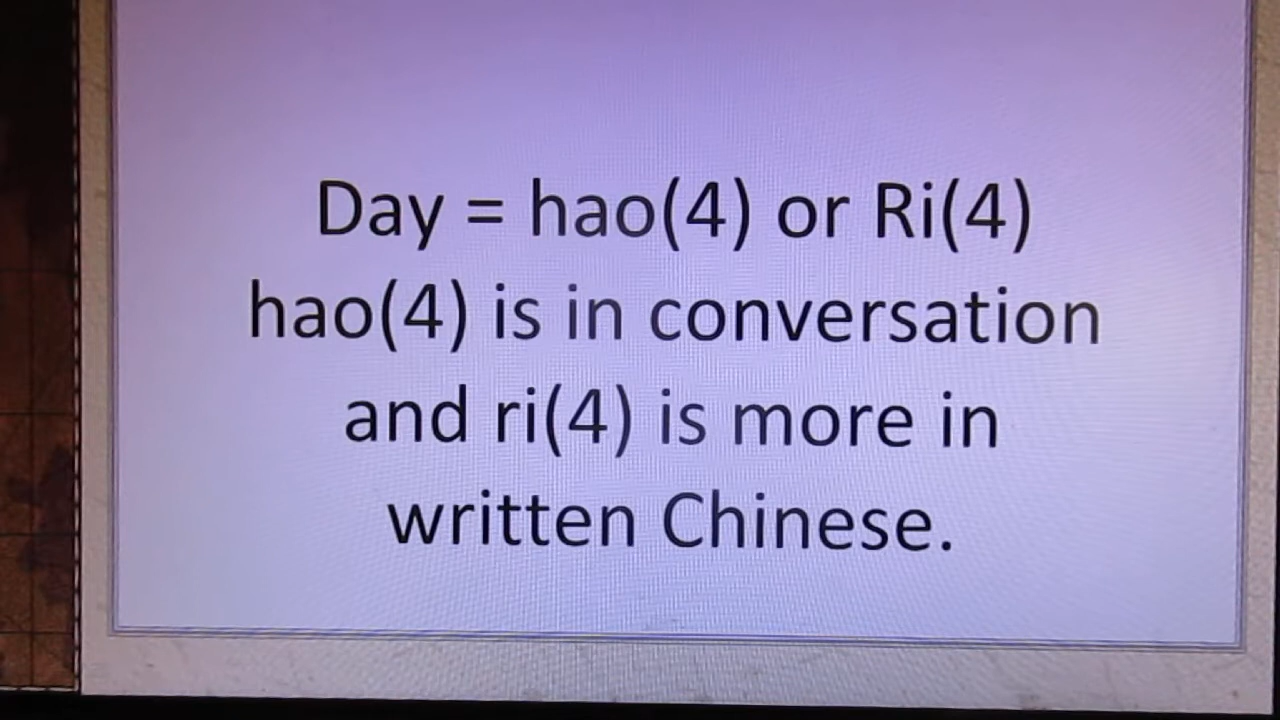 Day = hao(4) or Ri(4)
hao(4) is in conversation
and ri(4) is more in
written Chinese.